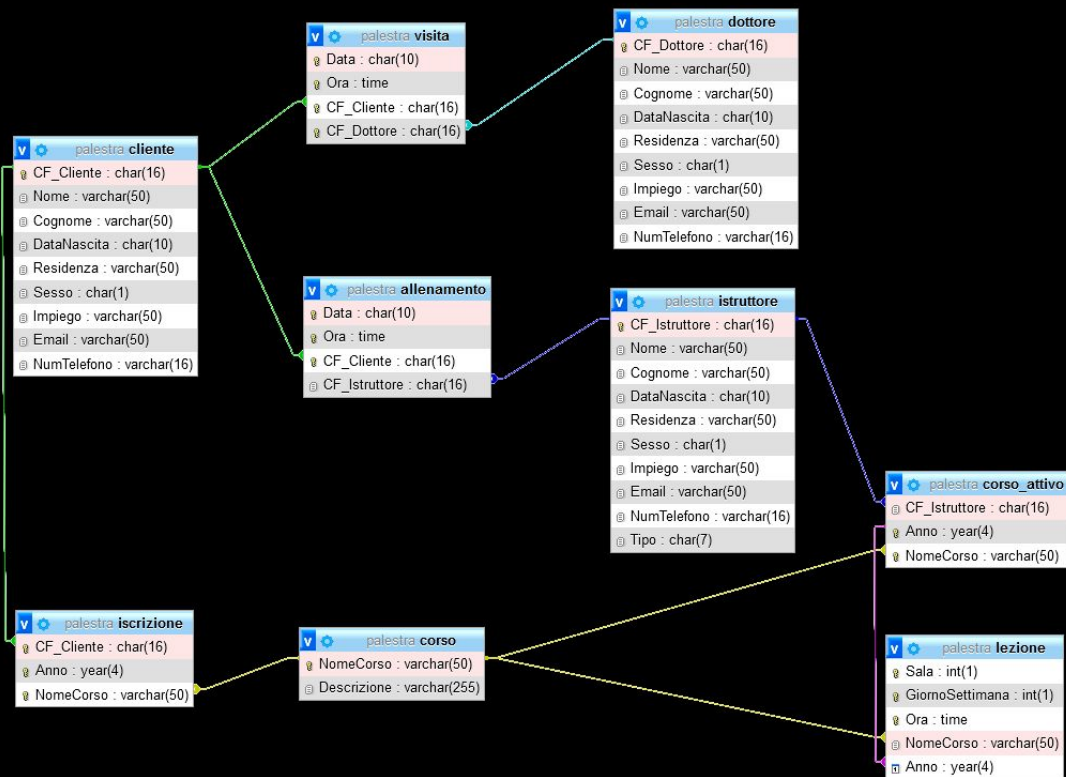 palestra visita
Data : char(10)
Ora : time
CF_Cliente : char(16)
CF_Dottore : char(16)
palestra dottore
CF_Dottore : char(16)
Nome : varchar(50)
Cognome : varchar(50)
DataNascita : char(10)
Residenza : varchar(50)
Sesso : char(1)
Impiego : varchar(50)
Email : varchar(50)
NumTelefono : varchar(16)
palestra cliente
CF_Cliente : char(16)
Nome : varchar(50)
Cognome : varchar(50)
DataNascita : char(10)
Residenza : varchar(50)
Sesso : char(1)
Impiego : varchar(50)
Email : varchar(50)
NumTelefono : varchar(16)
palestra allenamento
Data : char(10)
Ora : time
CF_Cliente : char(16)
CF_Istruttore : char(16)
palestra istruttore
CF_Istruttore : char(16)
Nome : varchar(50)
Cognome : varchar(50)
DataNascita : char(10)
Residenza : varchar(50)
Sesso : char(1)
Impiego : varchar(50)
Email : varchar(50)
NumTelefono : varchar(16)
Tipo : char(7)
palestra corso_attivo
CF_Istruttore : char(16)
Anno : year(4)
NomeCorso : varchar(50)
palestra iscrizione
CF_Cliente : char(16)
Anno : year(4)
NomeCorso : varchar(50)
palestra corso
NomeCorso : varchar(50)
Descrizione : varchar(255)
palestra lezione
Sala : int(1)
GiornoSettimana : int(1)
Ora : time
NomeCorso : varchar(50)
Anno : year(4)